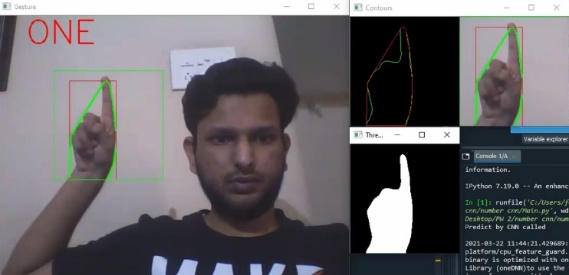 Gesture
ONE
Contours
Thre...
Variable explorer
Console 1/A
information.
IPython 7.19.0 -- An enhanc
In [1]: runfile('C:/Users/
cnn/number cnn/Main.py', wd
Desktop/PW 2/number cnn
Predict by CNN called
2021-03-22 11:44:21.429689:
platform/cpu_feature_guard.
binary is optimized with on
Library (oneDNN)to use the